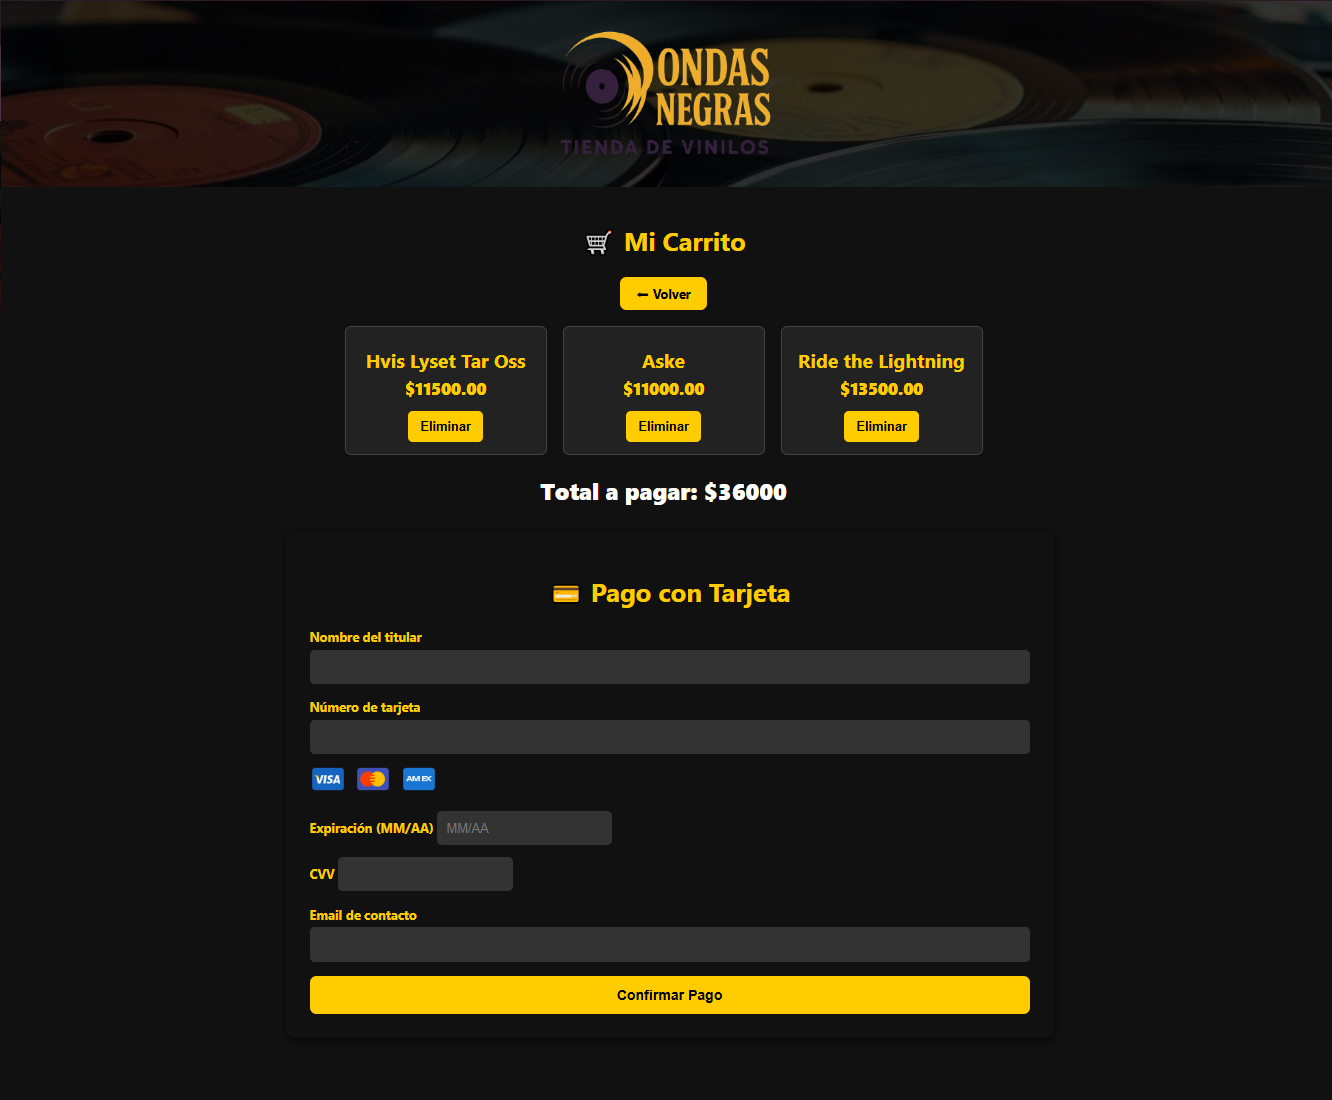 ONDAS
NEGRAS
TIENDA DE VINILOS
Mi Carrito
← Volver
Hvis Lyset Tar Oss
$11500.00
Eliminar
Aske
$11000.00
Eliminar
Ride the Lightning
$13500.00
Eliminar
Total a pagar: $36000
Pago con Tarjeta
Nombre del titular
Número de tarjeta
VISA
AM EX
Expiración (MM/AA) MM/AA
CVV
Email de contacto
Confirmar Pago